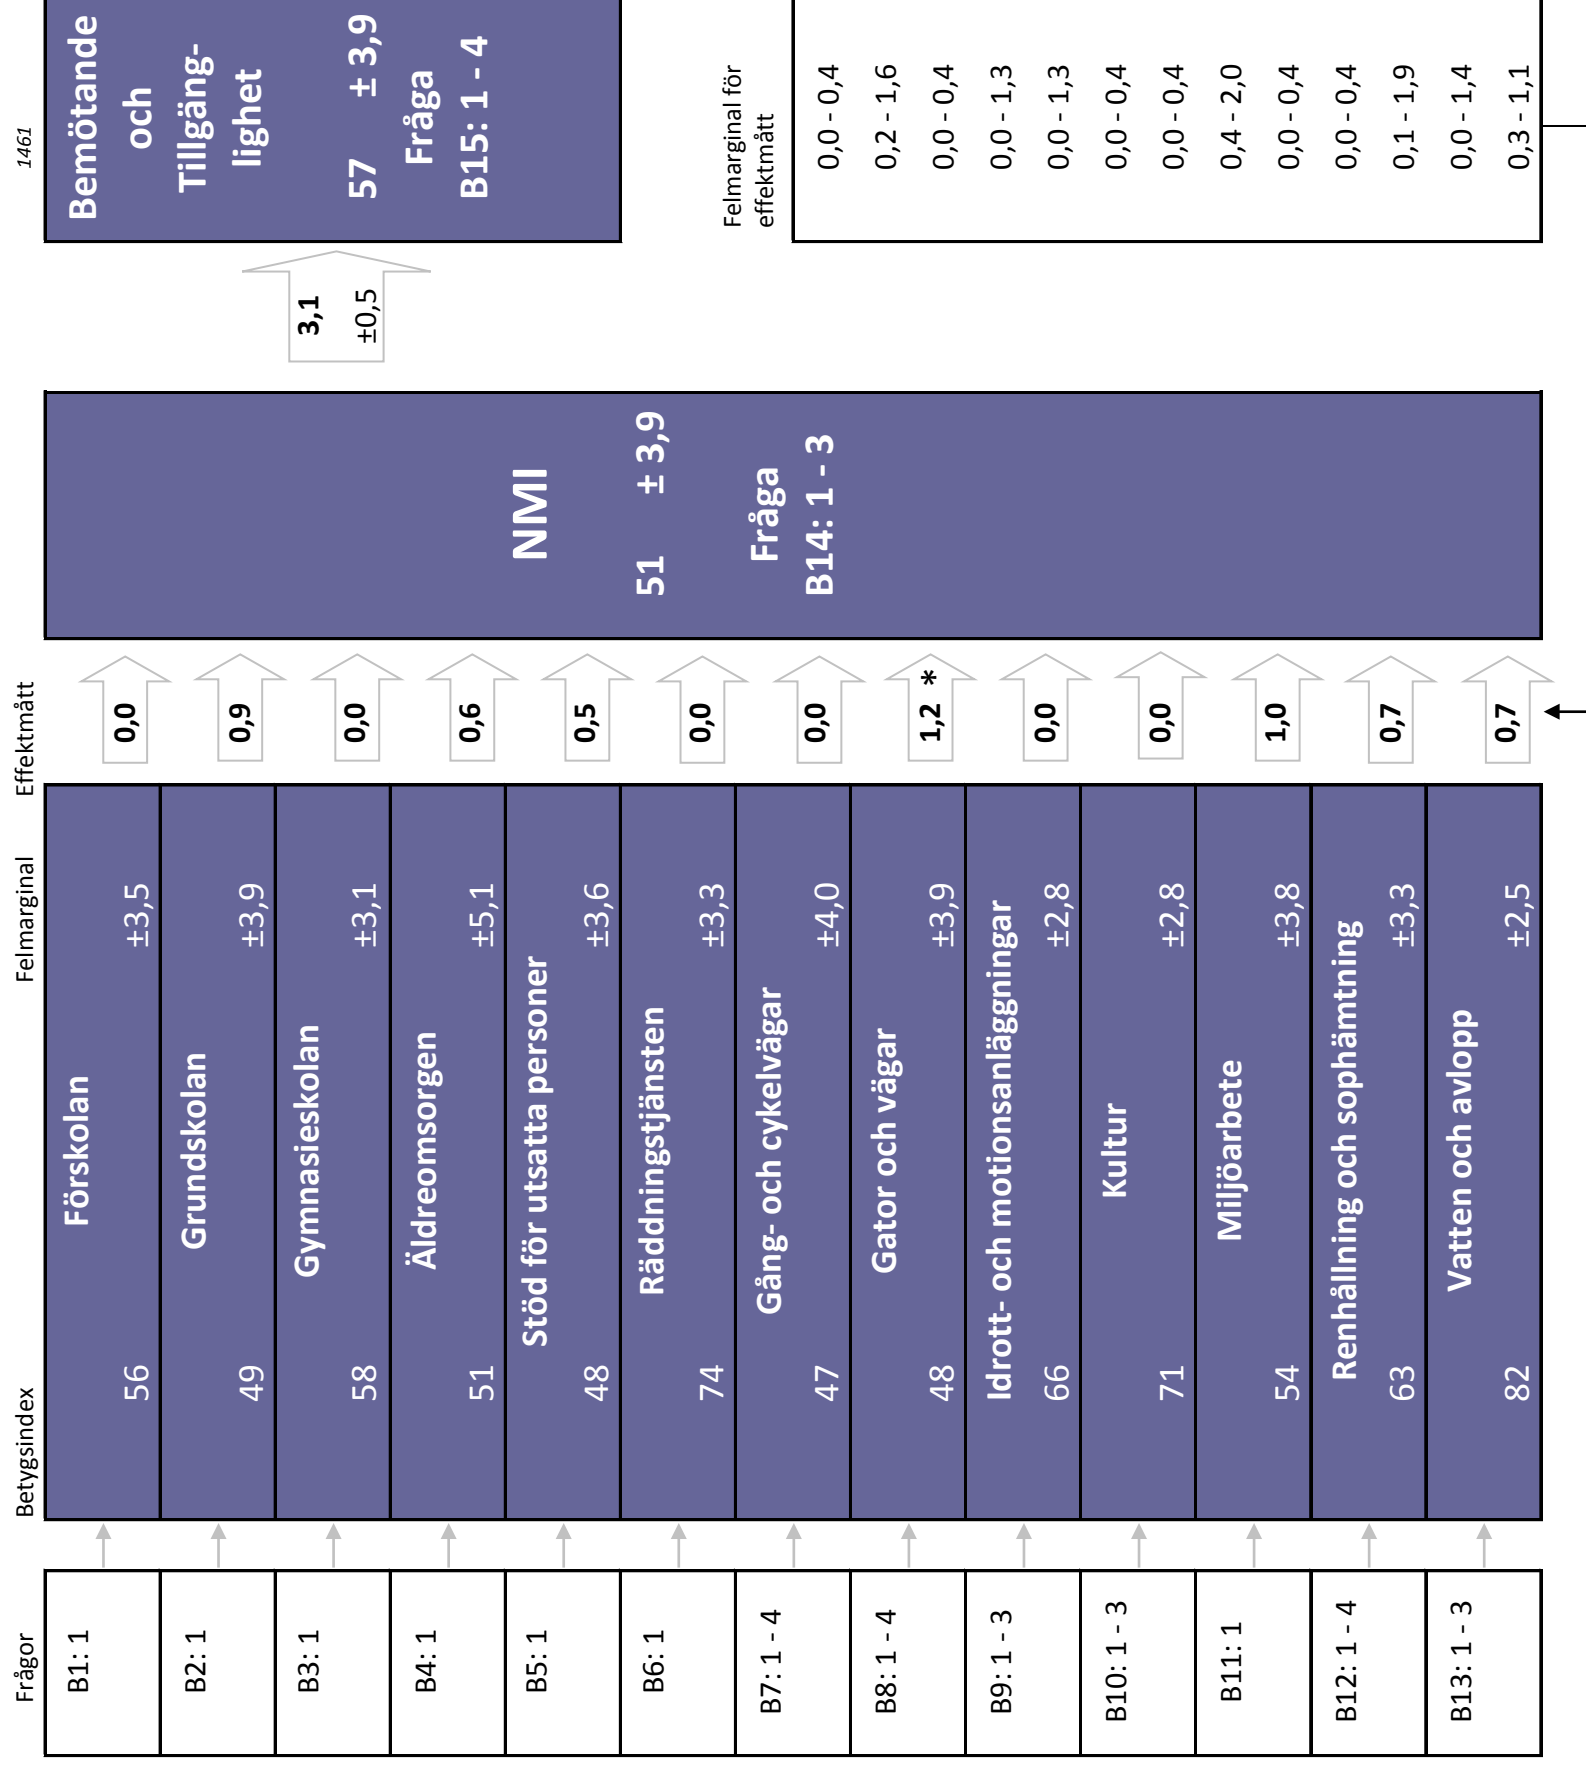 1461
Frågor
Betygsindex
Felmarginal
Effektmått
B1: 1
Förskolan
56
±3,5
0,0
B2: 1
Grundskolan
49
±3,9
0,9
B3: 1
Gymnasieskolan
58
±3,1
0,0
B4: 1
Äldreomsorgen
51
±5,1
0,6
B5: 1
Stöd för utsatta personer
48
±3,6
0,5
B6: 1
Räddningstjänsten
74
±3,3
0,0
B7: 1 - 4
Gång- och cykelvägar
47
±4,0
0,0
B8: 1 - 4
Gator och vägar
48
±3,9
1,2 *
B9: 1 - 3
Idrott- och motionsanläggningar
66
±2,8
0,0
B10: 1 - 3
Kultur
71
±2,8
0,0
B11: 1
Miljöarbete
54
±3,8
1,0
B12: 1 - 4
Renhållning och sophämtning
63
±3,3
0,7
B13: 1 - 3
Vatten och avlopp
82
±2,5
0,7
NMI
51 ± 3,9
Fråga
B14: 1 - 3
3,1
±0,5
Bemötande
och
Tillgäng-
lighet
57 ± 3,9
Fråga
B15: 1 - 4
Felmarginal för
effektmått
0,0 - 0,4
0,2 - 1,6
0,0 - 0,4
0,0 - 1,3
0,0 - 1,3
0,0 - 0,4
0,0 - 0,4
0,4 - 2,0
0,0 - 0,4
0,0 - 0,4
0,1 - 1,9
0,0 - 1,4
0,3 - 1,1